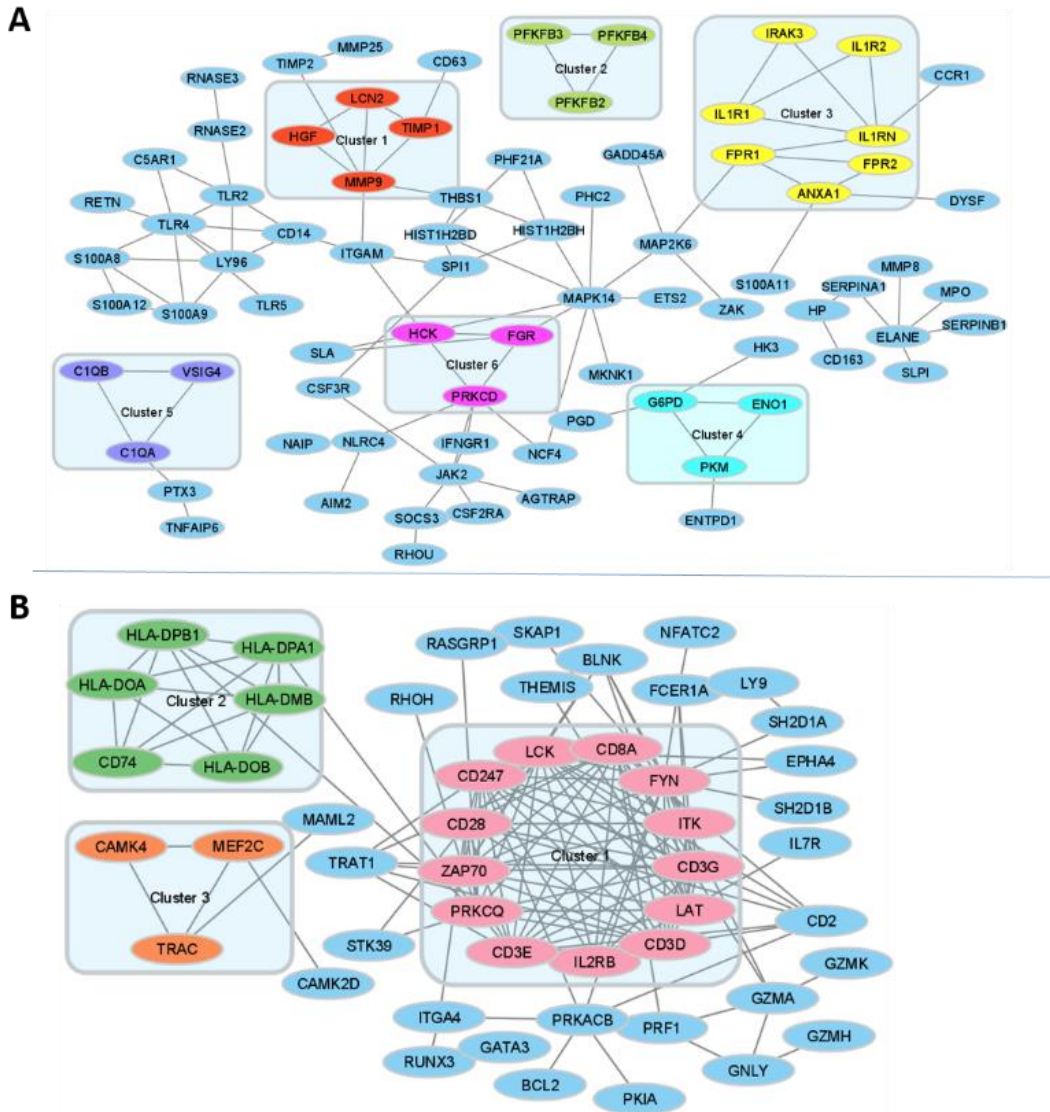 A
PFKFB3 PFKFB4
Cluster 2
PFKFB2
IRAK3
IL1R2
IL1R1
Cluster 3
IL1RN
FPR1
FPR2
ANXA1
CCR1
DYSF
MMP25
TIMP2
CD63
RNASE3
RNASE2
LCN2
TIMP1
HGF
Cluster 1
MMP9
C5AR1
TLR2
RETN
TLR4
CD14
S100A8
LY96
S100A12
S100A9
TLR5
ITGAM
THBS1
PHF21A
HIST1H2BD
HIST1H2BH
SPI1
PHC2
GADD45A
MAP2K6
MAPK14
ETS2
ZAK
S100A11
MMP8
SERPINA1
MPO
HP
ELANE
SERPINB1
CD163
SLPI
HCK
FGR
Cluster 6
PRKCD
SLA
CSF3R
MKNK1
HK3
C1QB
VSIG4
Cluster 5
C1QA
PTX3
TNFAIP6
NAIP
NLRC4
IFNGR1
NCF4
PGD
G6PD
ENO1
Cluster 4
PKM
ENTPD1
JAK2
AIM2
AGTRAP
SOCS3
CSF2RA
RHOU
B
HLA-DPB1
HLA-DPA1
HLA-DOA
Cluster 2
HLA-DMB
CD74
HLA-DOB
RASGRP1
SKAP1
BLNK
NFATC2
RHOH
THEMIS
FCER1A
LY9
SH2D1A
LCK
CD8A
CD247
FYN
EPHA4
SH2D1B
CD28
ITK
Cluster 1
IL7R
ZAP70
CD3G
PRKCQ
LAT
CD3E
CD3D
IL2RB
CD2
MAML2
CAMK4
MEF2C
Cluster 3
TRAC
TRAT1
STK39
CAMK2D
GZMK
GZMA
ITGA4
PRKACB
PRF1
GZMH
RUNX3
GATA3
GNLY
BCL2
PKIA